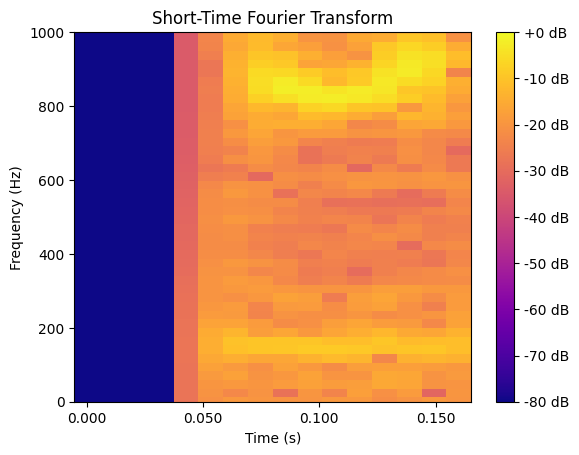 Short-Time Fourier Transform
1000
800
600
400
200
0
Frequency (Hz)
0.000
0.050
0.100
0.150
Time (s)
+0 dB
-10 dB
-20 dB
-30 dB
-40 dB
-50 dB
-60 dB
-70 dB
-80 dB